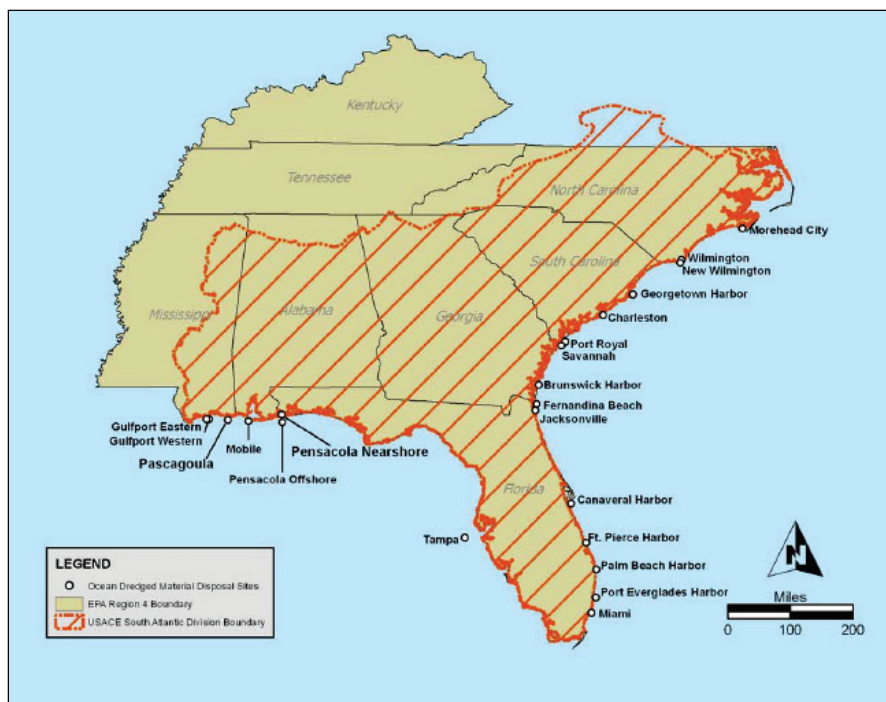 Kentucky
Tennessee
North Carolina
Morehead City
Wilmington
New Wilmington
South Carolina
Georgetown Harbor
Mississippi
Alabama
Georgia
Charleston
Port Royal
Savannah
Brunswick Harbor
Fernandina Beach
Jacksonville
Gulfport Eastern /
Gulfport Western
Mobile
Pensacola Nearshore
Pascagoula
Pensacola Offshore
Florida
Canaveral Harbor
Tampa
Ft. Pierce Harbor
Palm Beach Harbor
Port Everglades Harbor
Miami
N
Miles
0 100 200
LEGEND
Ocean Dredged Material Disposal Sites
EPA Region 4 Boundary
USACE South Atlantic Division Boundary